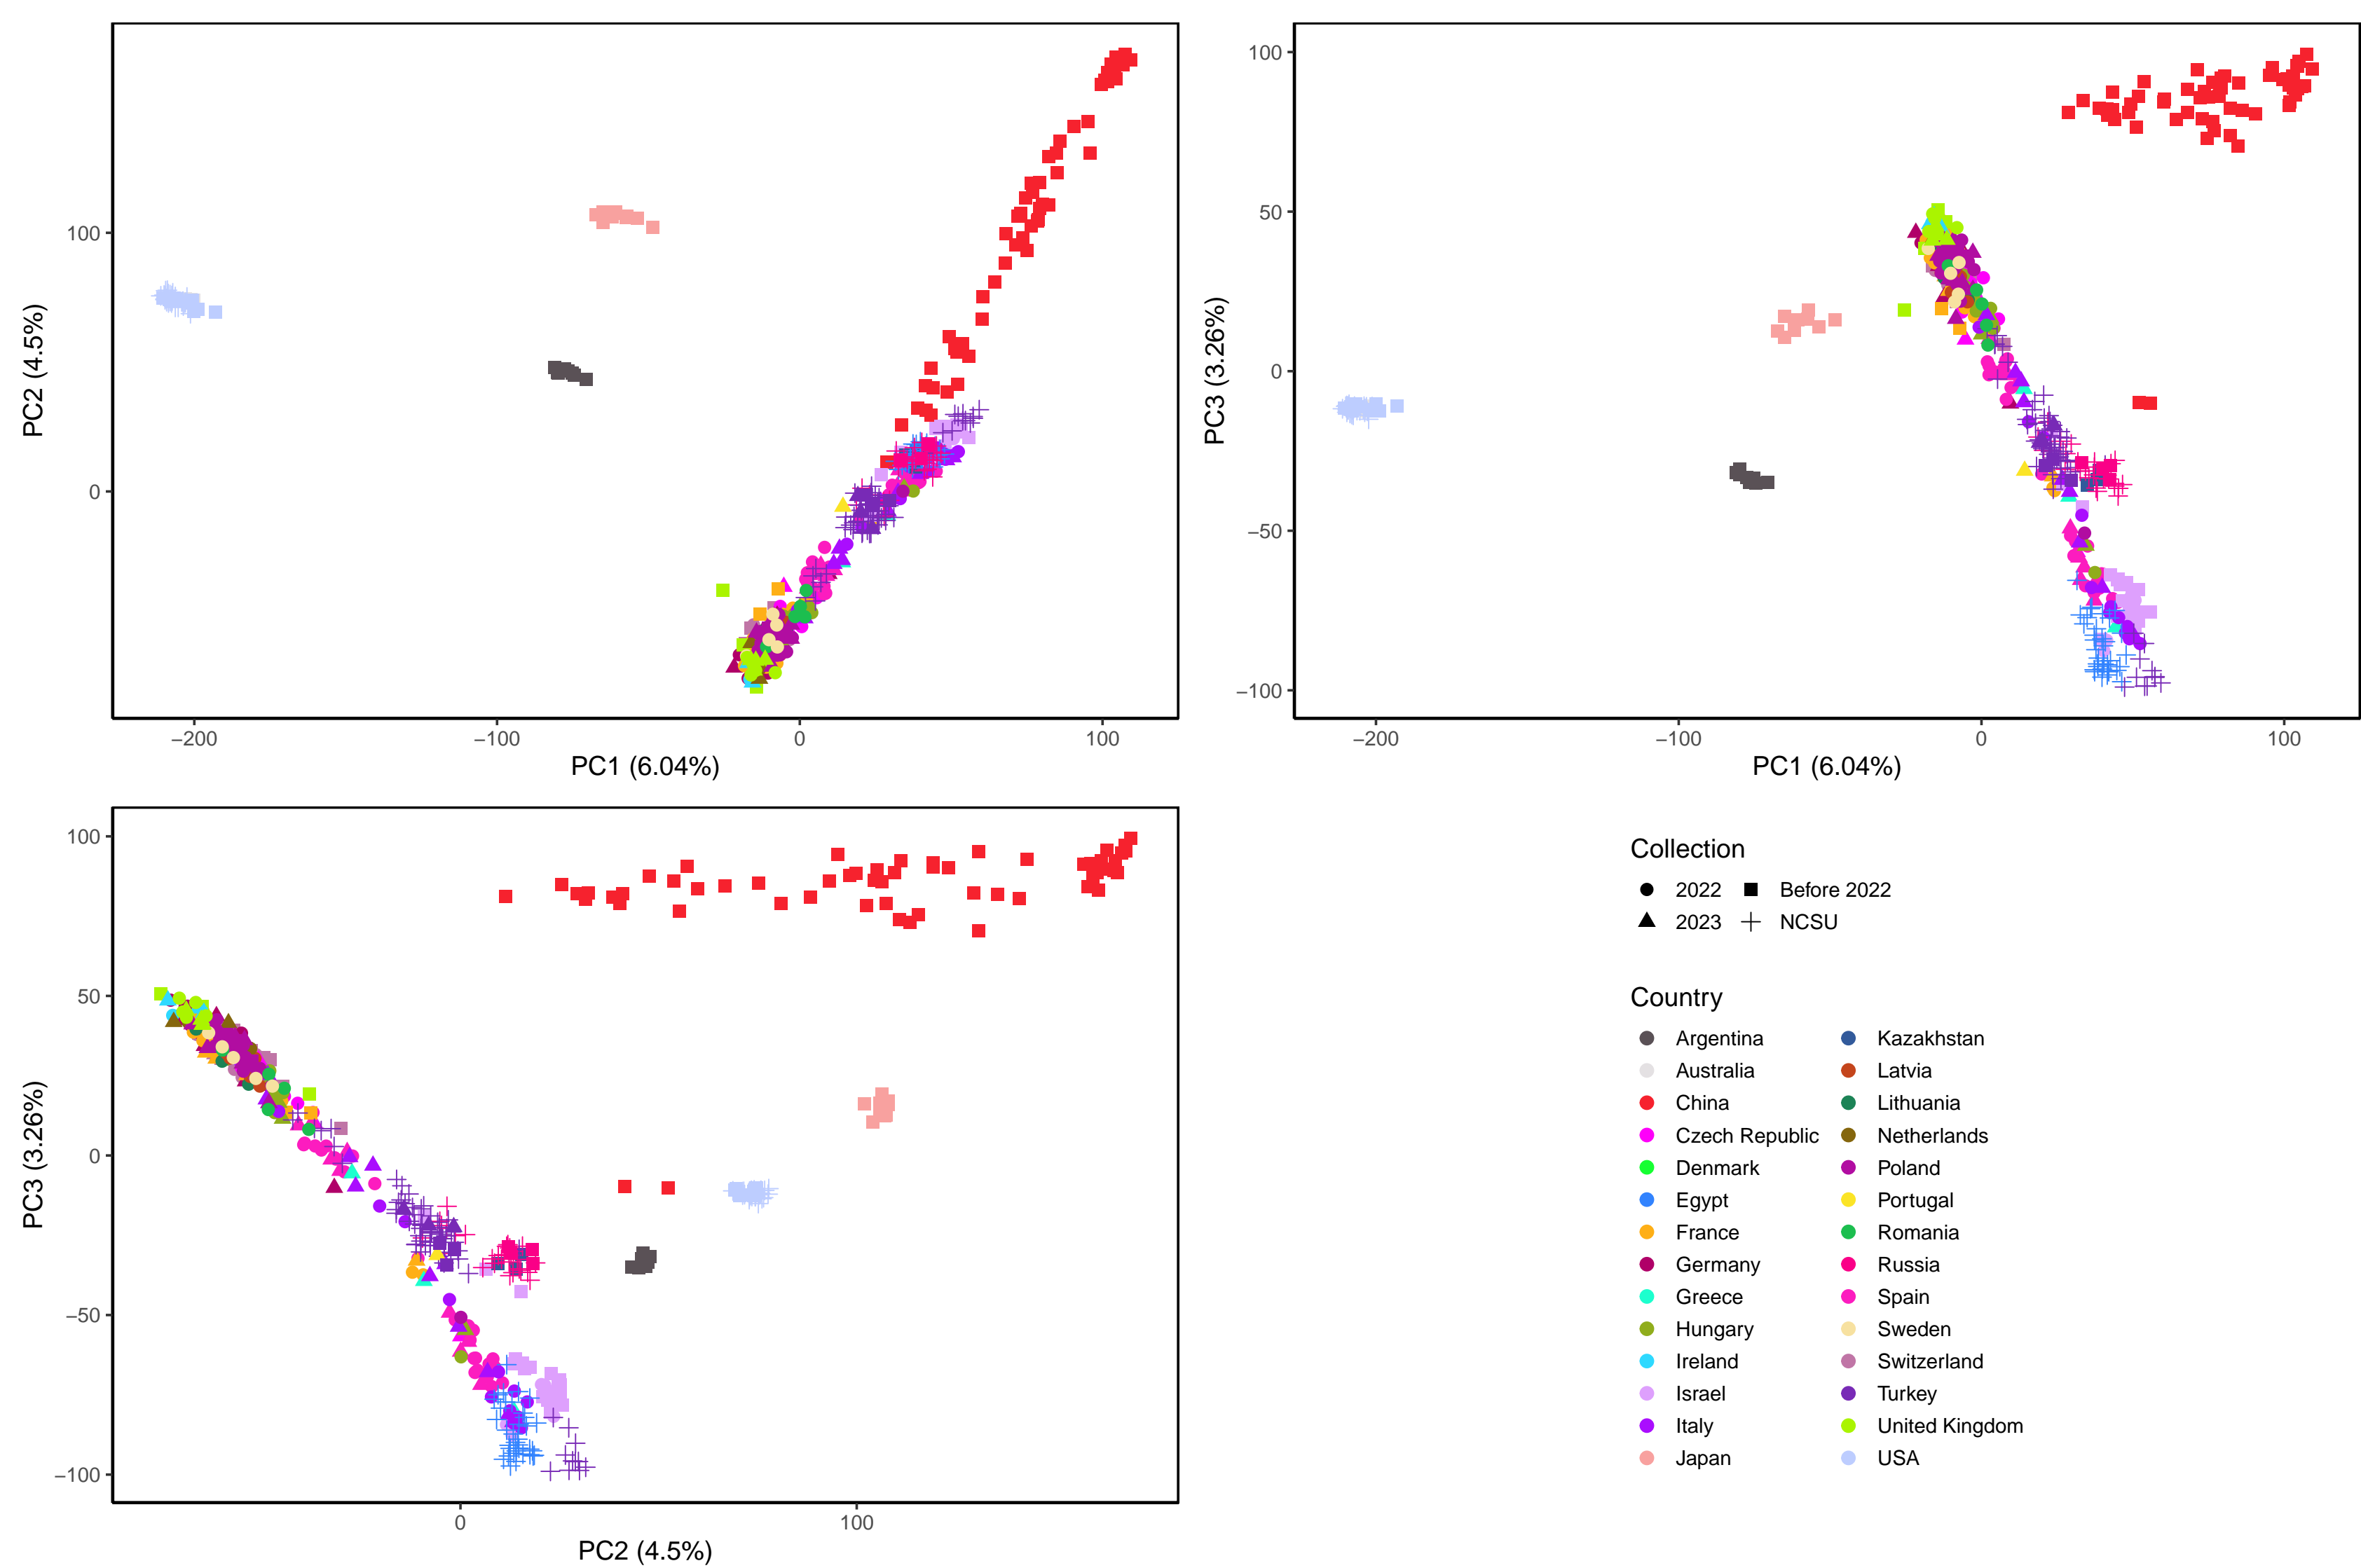 100
0
PC2 (4.5%)
−200
−100
0
100
PC1 (6.04%)
100
50
0
−50
−100
PC3 (3.26%)
−200
−100
0
100
PC1 (6.04%)
100
50
0
−50
−100
PC3 (3.26%)
0
100
PC2 (4.5%)
Collection
2022
Before 2022
2023
NCSU
Country
Argentina
Kazakhstan
Australia
Latvia
China
Lithuania
Czech Republic
Netherlands
Denmark
Poland
Egypt
Portugal
France
Romania
Germany
Russia
Greece
Spain
Hungary
Sweden
Ireland
Switzerland
Israel
Turkey
Italy
United Kingdom
Japan
USA